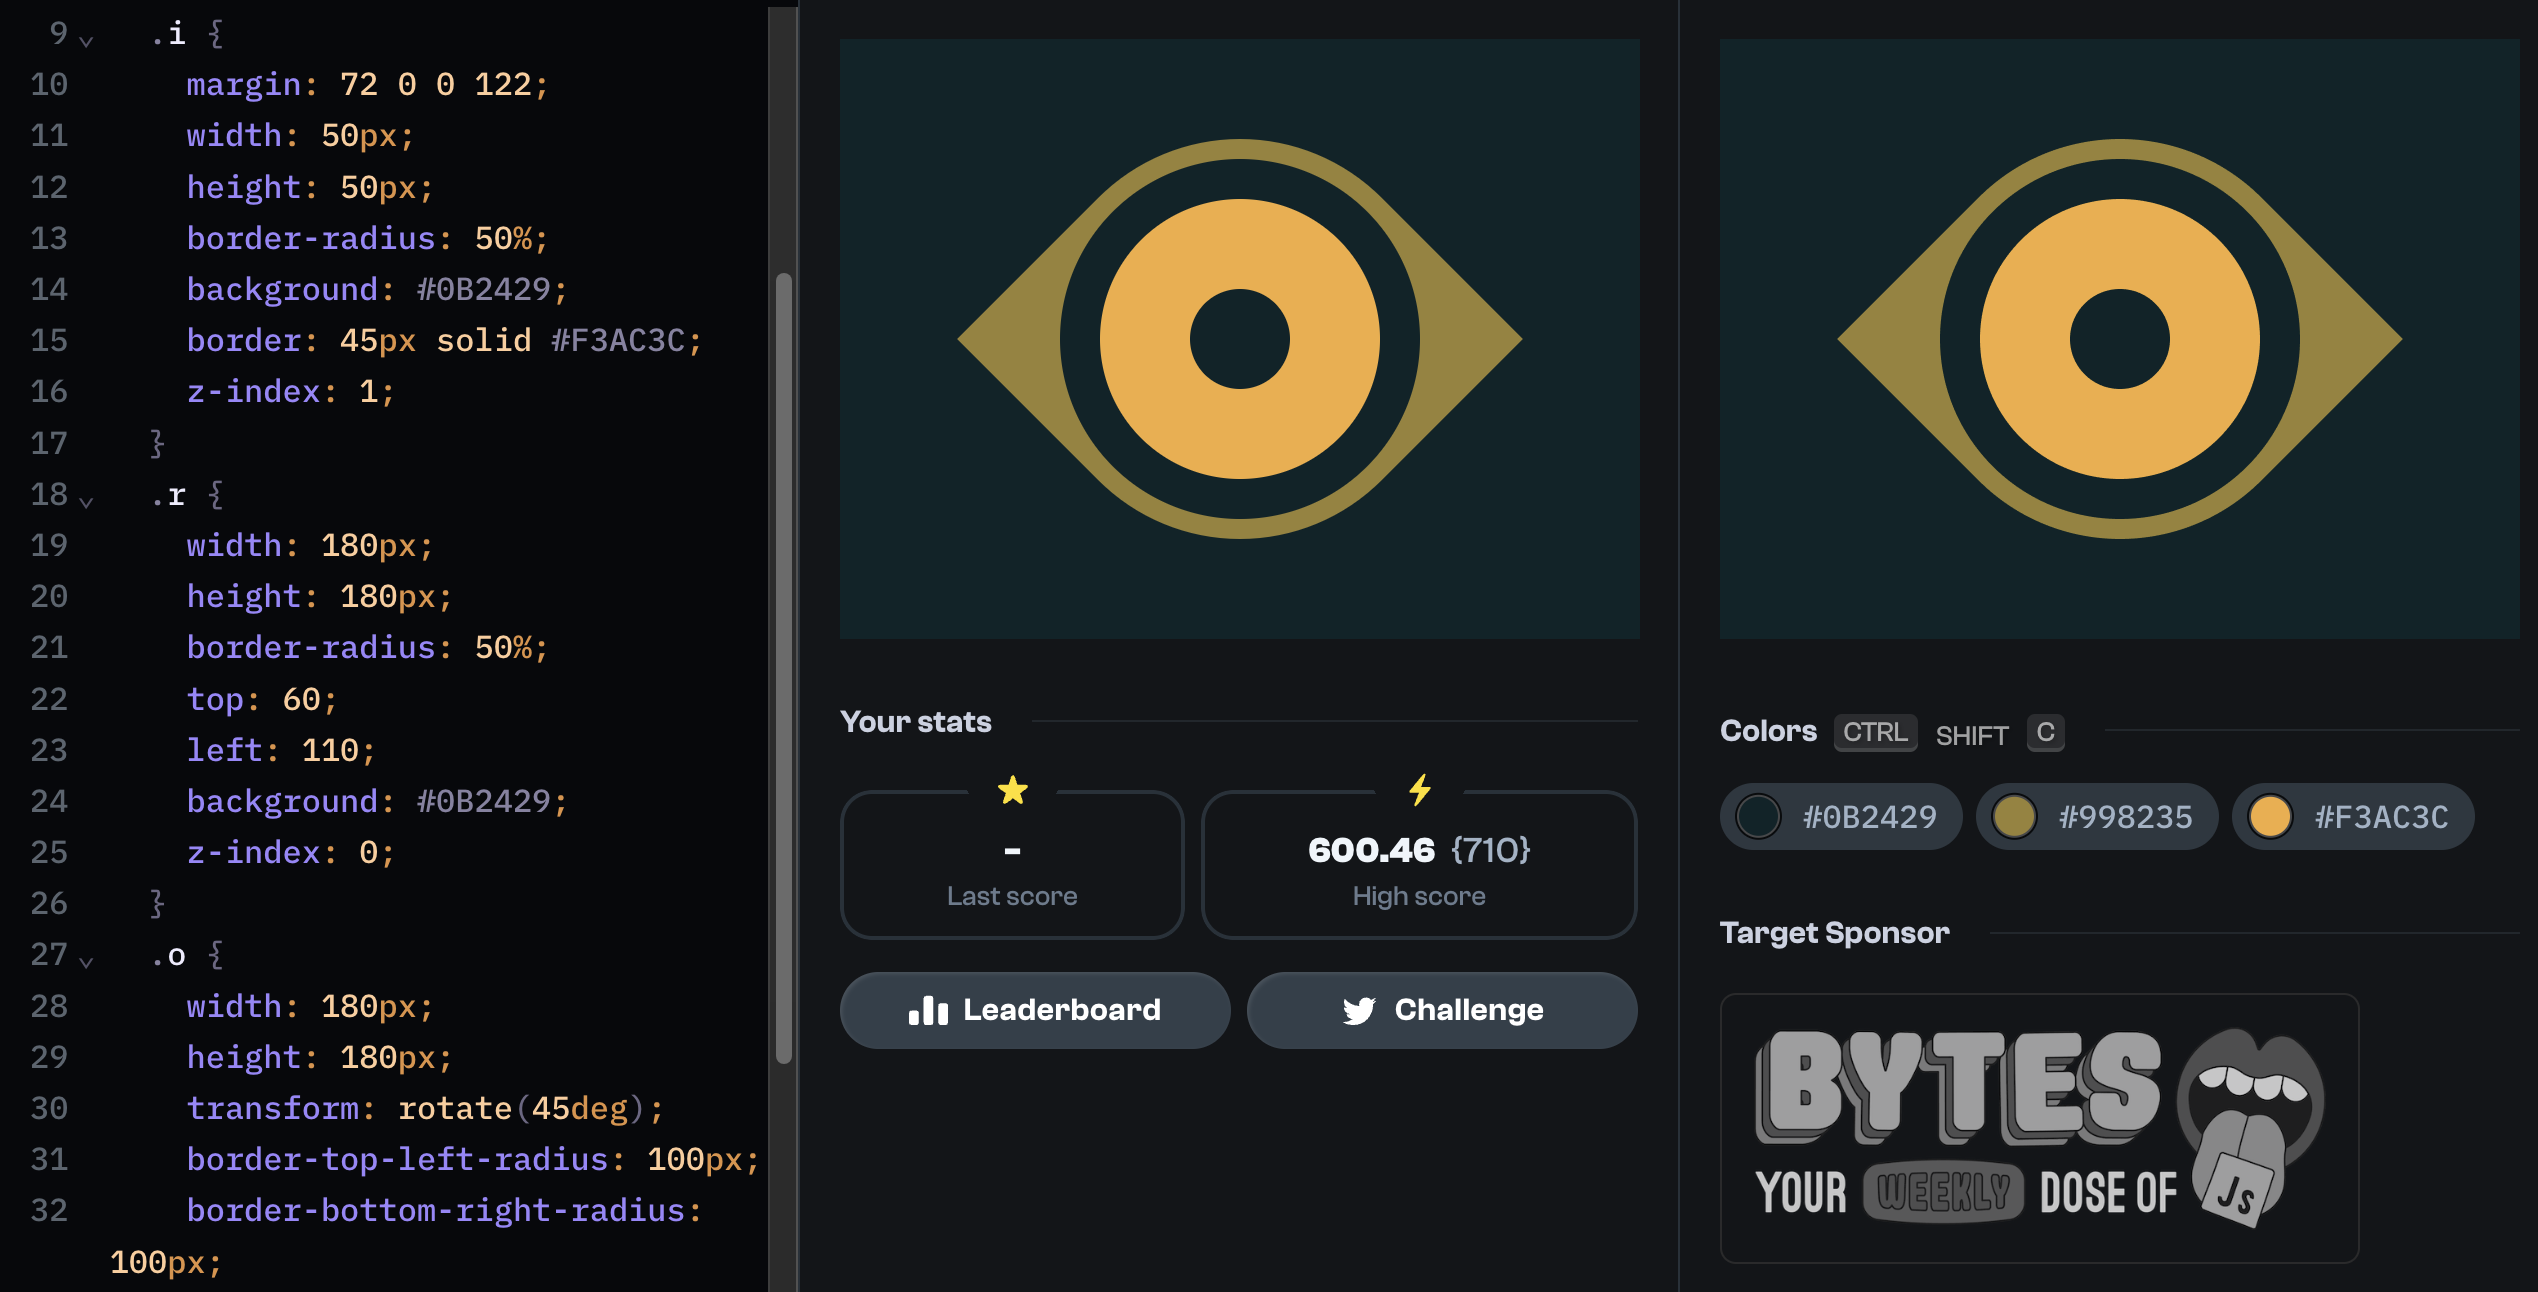 9 .i {
10 margin: 72 0 0 122;
11 width: 50px;
12 height: 50px;
13 border-radius: 50%;
14 background: #0B2429;
15 border: 45px solid #F3AC3C;
16 z-index: 1;
17 }
18 .r {
19 width: 180px;
20 height: 180px;
21 border-radius: 50%;
22 top: 60;
23 left: 110;
24 background: #0B2429;
25 z-index: 0;
26 }
27 .o {
28 width: 180px;
29 height: 180px;
30 transform: rotate(45deg);
31 border-top-left-radius: 100px;
32 border-bottom-right-radius:
100px;
Your stats
-
Last score
600.46 {710}
High score
Leaderboard
Challenge
Colors CTRL SHIFT C
#0B2429 #998235 #F3AC3C
Target Sponsor
BYTES
YOUR WEEKLY DOSE OF JS